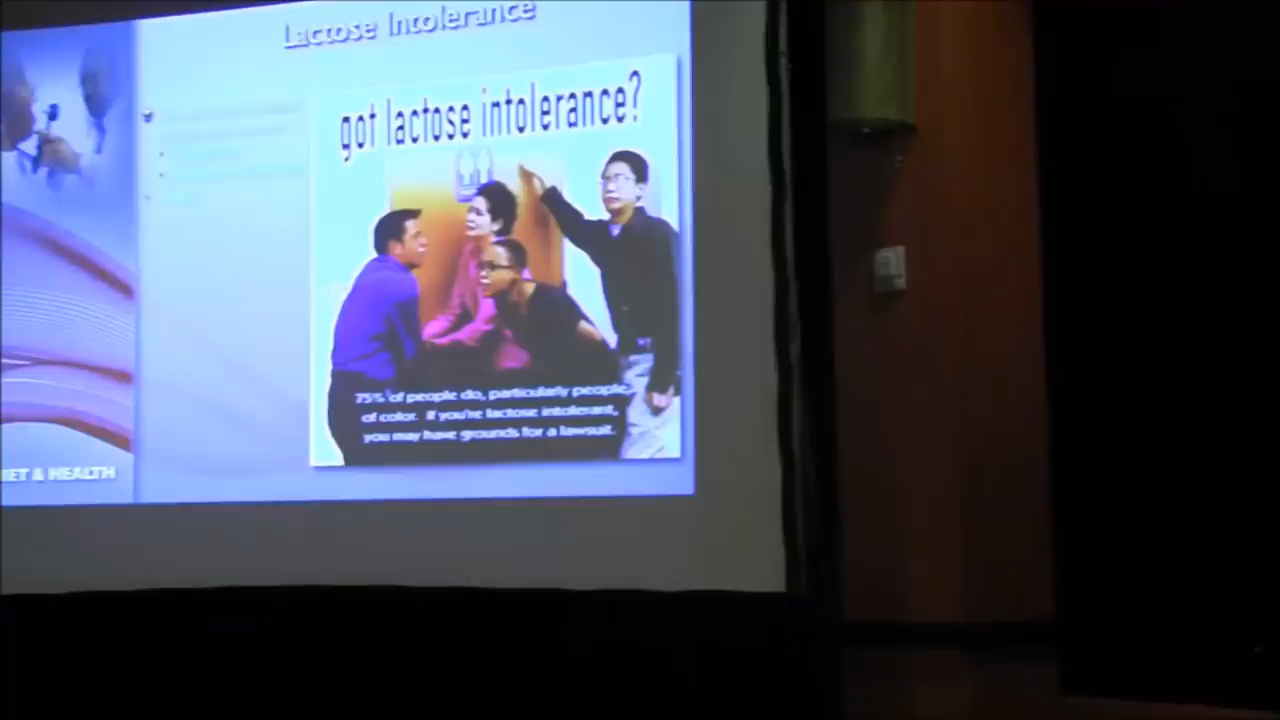 Lactose Intolerance
got lactose intolerance?
75% of people do, particularly people
of color. If you're lactose intolerant,
you may have grounds for a lawsuit.
IET & HEALTH